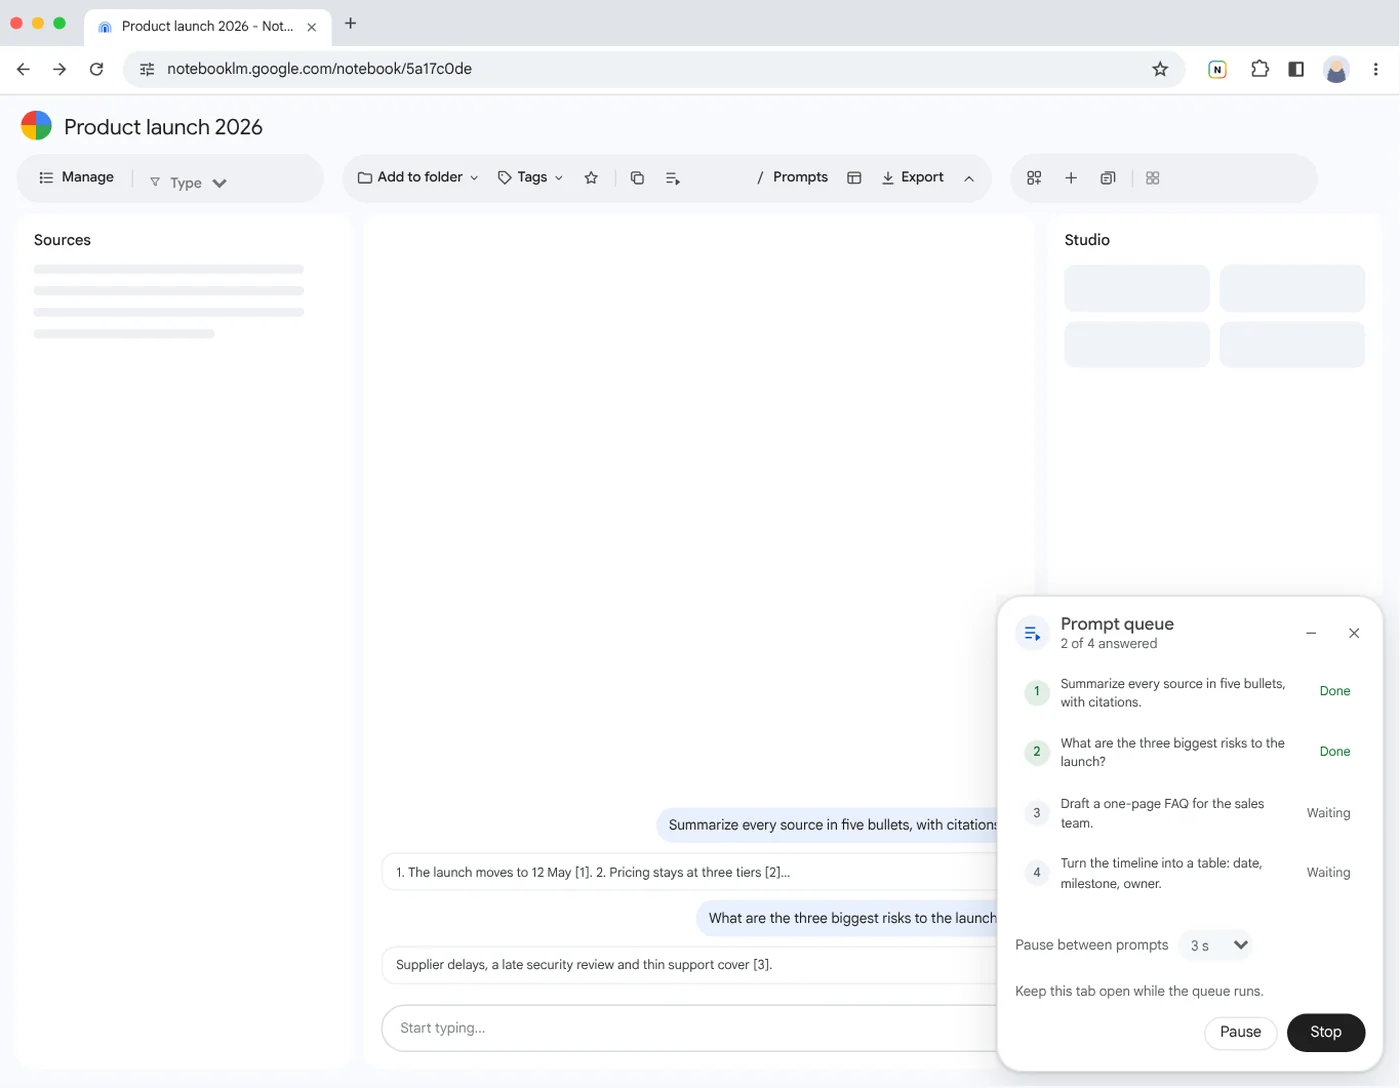 Product launch 2026 - Not...
notebooklm.google.com/notebook/5a17c0de
N
Product launch 2026
Manage
Type
Add to folder
Tags
/ Prompts
Export
Sources
Studio
Summarize every source in five bullets, with citations
1. The launch moves to 12 May [1]. 2. Pricing stays at three tiers [2]...
What are the three biggest risks to the launch
Supplier delays, a late security review and thin support cover [3].
Start typing...
Prompt queue
2 of 4 answered
1
Summarize every source in five bullets,
with citations.
Done
2
What are the three biggest risks to the
launch?
Done
3
Draft a one-page FAQ for the sales
team.
Waiting
4
Turn the timeline into a table: date,
milestone, owner.
Waiting
Pause between prompts
3 s
Keep this tab open while the queue runs.
Pause
Stop